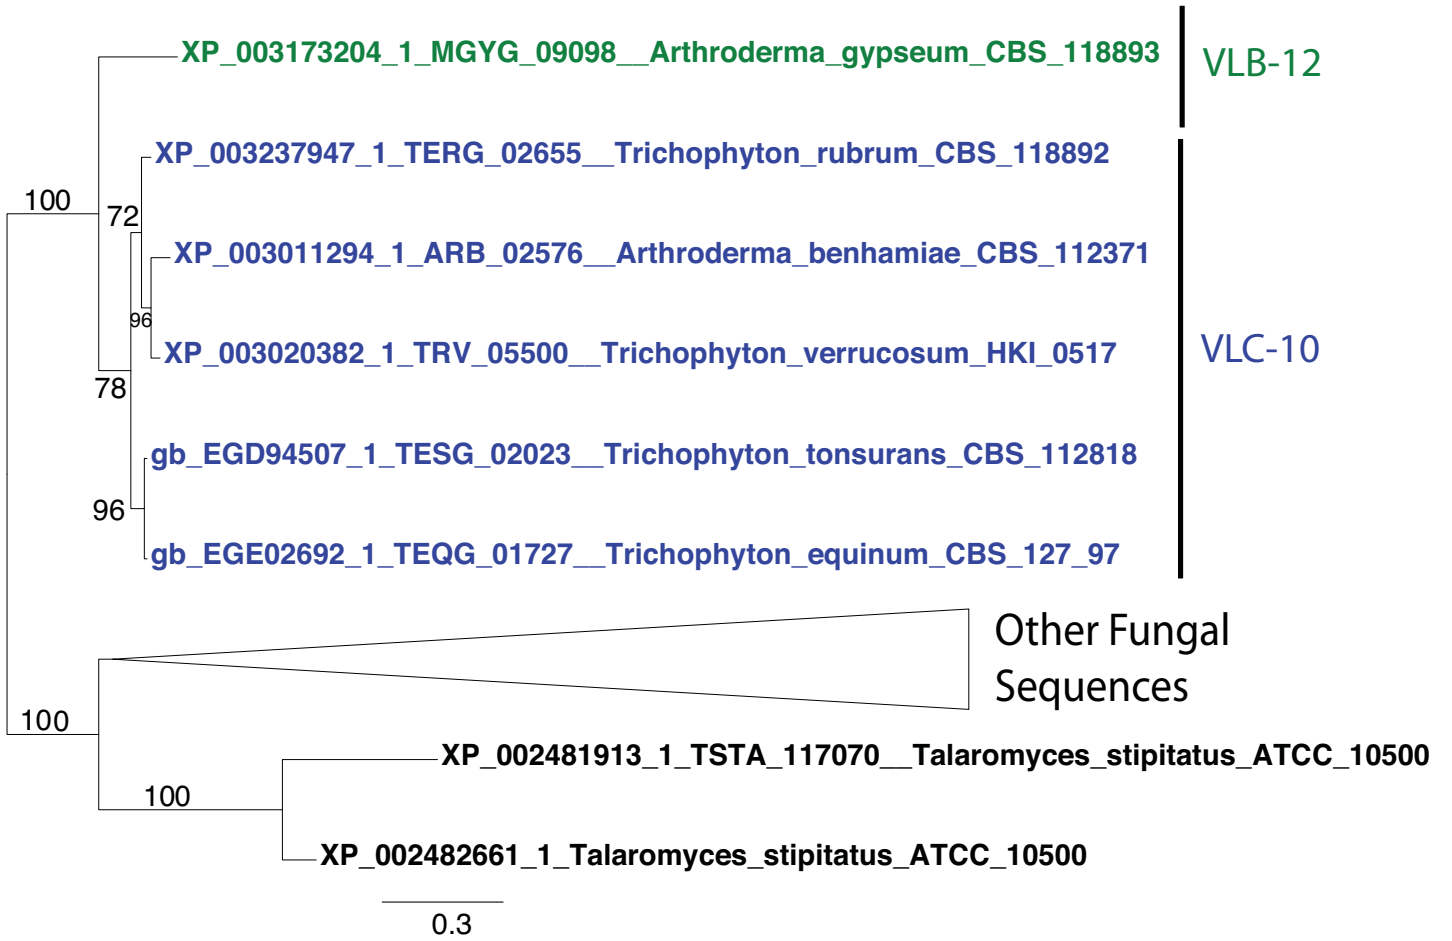 XP_003173204_1_MGYG_09098__Arthroderma_gypseum_CBS_118893
VLB-12
XP_003237947_1_TERG_02655__Trichophyton_rubrum_CBS_118892
100
72
XP_003011294_1_ARB_02576__Arthroderma_benhamiae_CBS_112371
96
XP_003020382_1_TRV_05500__Trichophyton_verrucosum_HKI_0517
VLC-10
78
gb_EGD94507_1_TESG_02023__Trichophyton_tonsurans_CBS_112818
96
gb_EGE02692_1_TEQG_01727__Trichophyton_equinum_CBS_127_97
Other Fungal
Sequences
100
XP_002481913_1_TSTA_117070__Talaromyces_stipitatus_ATCC_10500
100
XP_002482661_1_Talaromyces_stipitatus_ATCC_10500
0.3